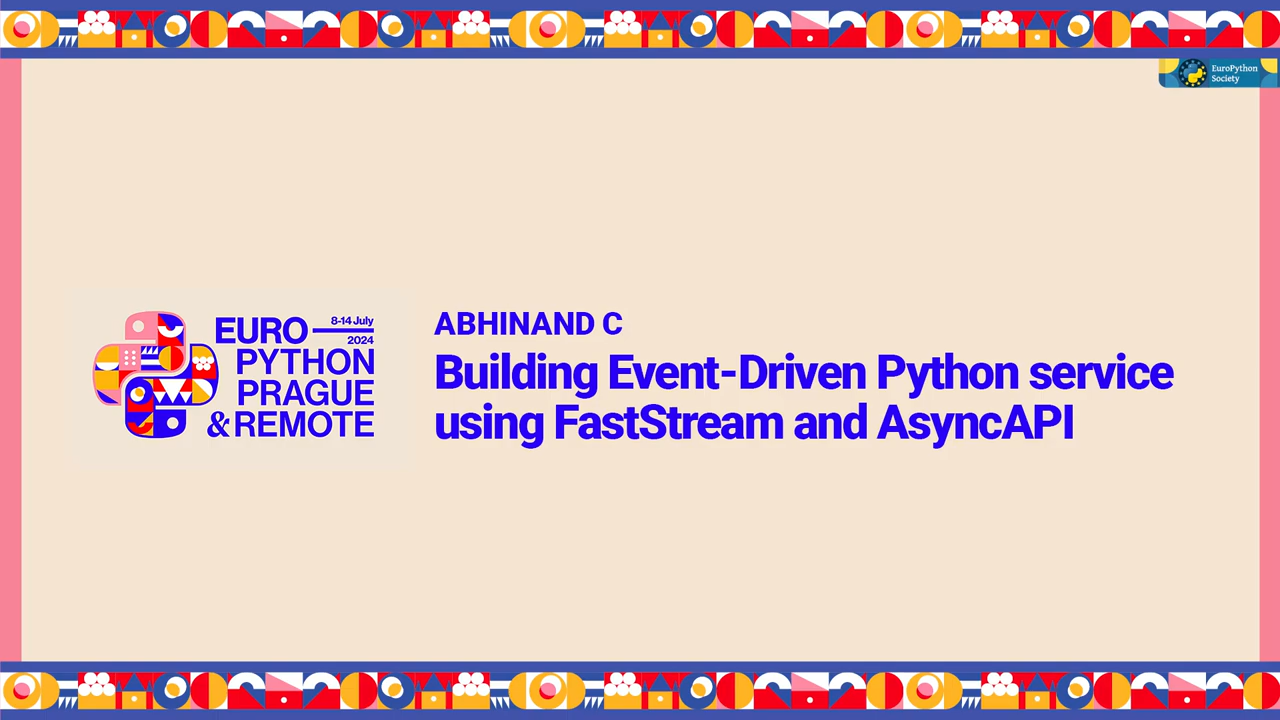 EuroPython
Society
EURO
8-14 July
2024
PYTHON
PRAGUE
& REMOTE
ABHINAND C
Building Event-Driven Python service
using FastStream and AsyncAPI